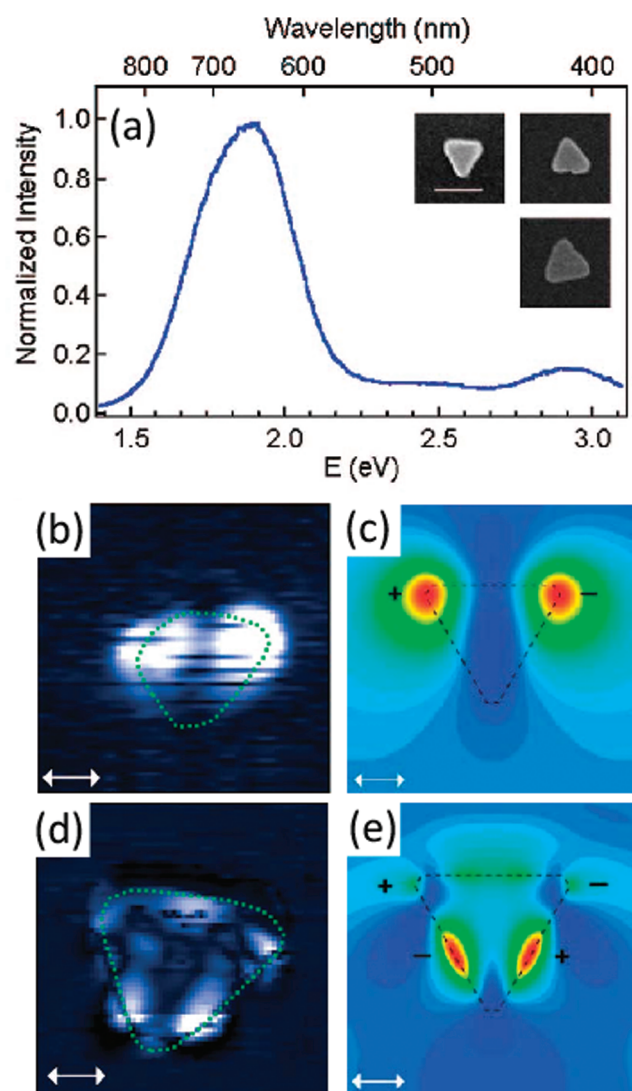 Wavelength (nm)
800 700 600 500 400
(a)
Normalized Intensity
1.0
0.8
0.6
0.4
0.2
0.0
1.5 2.0 2.5 3.0
E (eV)
(b) (c)
+ −
(d) (e)
+ −
− +